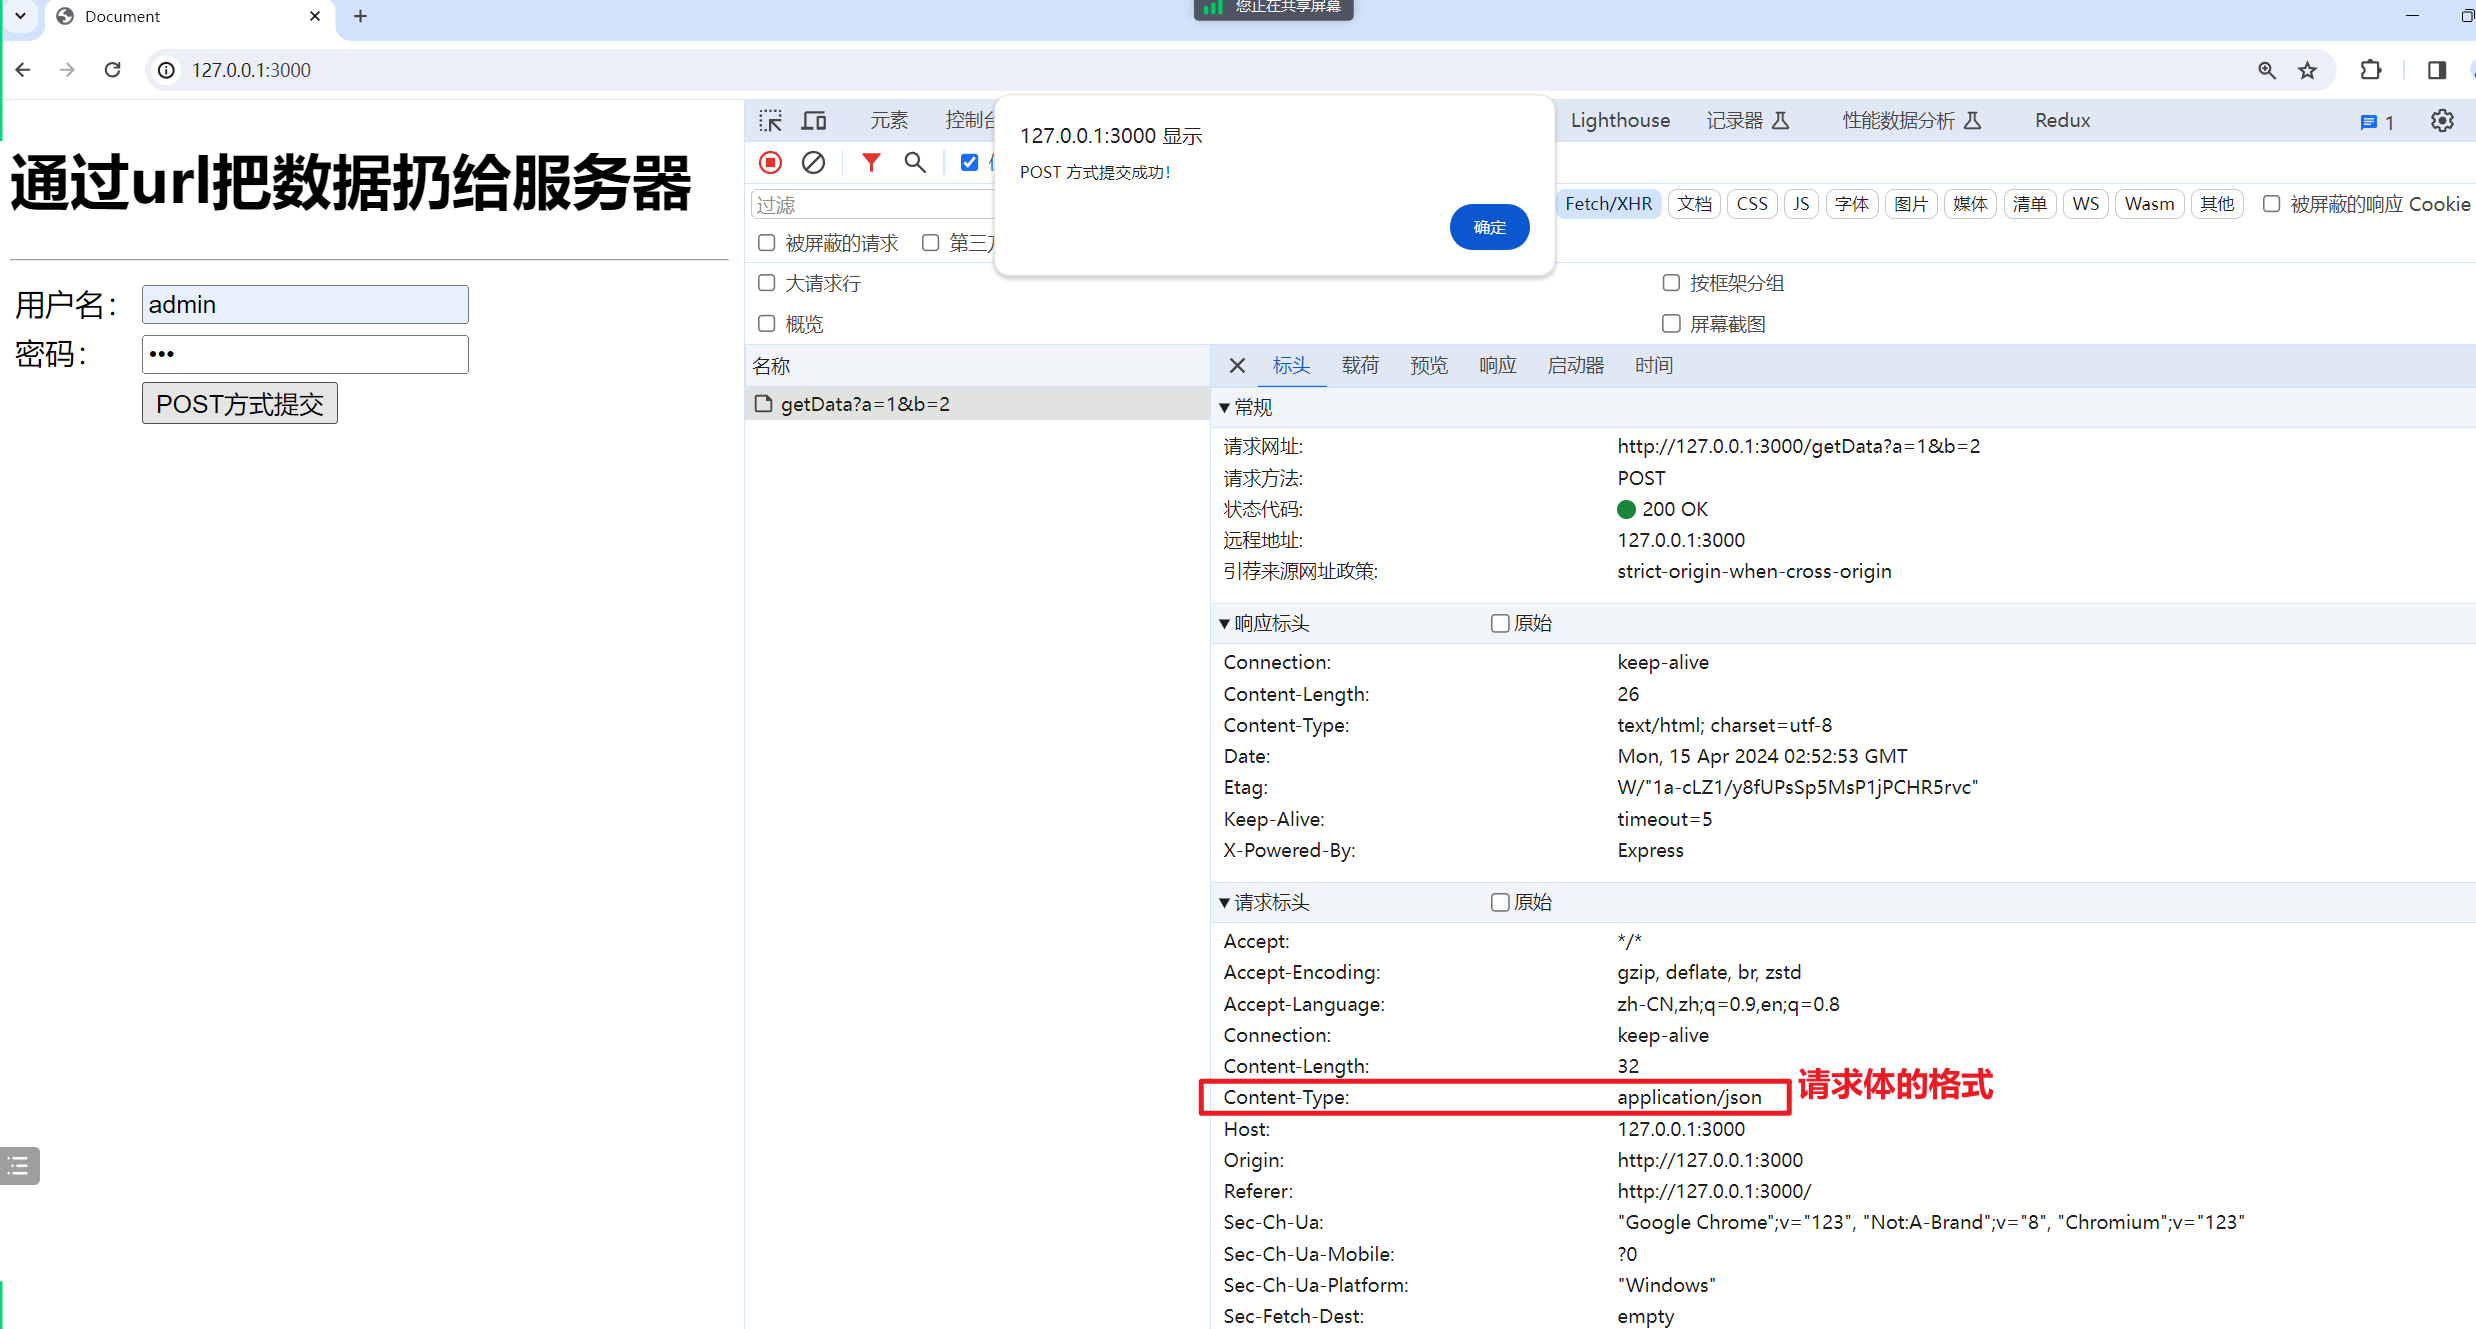 Document
您正在共享屏幕
127.0.0.1:3000
元素
控制台
Lighthouse
记录器
性能数据分析
Redux
1
127.0.0.1:3000 显示
POST 方式提交成功!
确定
过滤
Fetch/XHR
文档
CSS
JS
字体
图片
媒体
清单
WS
Wasm
其他
被屏蔽的响应 Cookie
被屏蔽的请求
第三方
大请求行
按框架分组
概览
屏幕截图
通过url把数据扔给服务器
用户名： admin
密码： •••
POST方式提交
名称
getData?a=1&b=2
标头
载荷
预览
响应
启动器
时间
常规
请求网址: http://127.0.0.1:3000/getData?a=1&b=2
请求方法: POST
状态代码: 200 OK
远程地址: 127.0.0.1:3000
引荐来源网址政策: strict-origin-when-cross-origin
响应标头 原始
Connection: keep-alive
Content-Length: 26
Content-Type: text/html; charset=utf-8
Date: Mon, 15 Apr 2024 02:52:53 GMT
Etag: W/"1a-cLZ1/y8fUPsSp5MsP1jPCHR5rvc"
Keep-Alive: timeout=5
X-Powered-By: Express
请求标头 原始
Accept: */*
Accept-Encoding: gzip, deflate, br, zstd
Accept-Language: zh-CN,zh;q=0.9,en;q=0.8
Connection: keep-alive
Content-Length: 32
Content-Type: application/json 请求体的格式
Host: 127.0.0.1:3000
Origin: http://127.0.0.1:3000
Referer: http://127.0.0.1:3000/
Sec-Ch-Ua: "Google Chrome";v="123", "Not:A-Brand";v="8", "Chromium";v="123"
Sec-Ch-Ua-Mobile: ?0
Sec-Ch-Ua-Platform: "Windows"
Sec-Fetch-Dest: empty